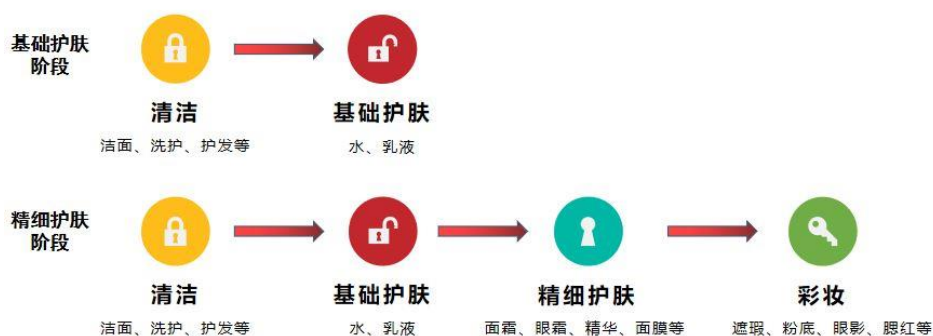 基础护肤
阶段
清洁
基础护肤
洁面、洗护、护发等
水、乳液
精细护肤
阶段
清洁
基础护肤
精细护肤
彩妆
洁面、洗护、护发等
水、乳液
面霜、眼霜、精华、面膜等
遮瑕、粉底、眼影、腮红等